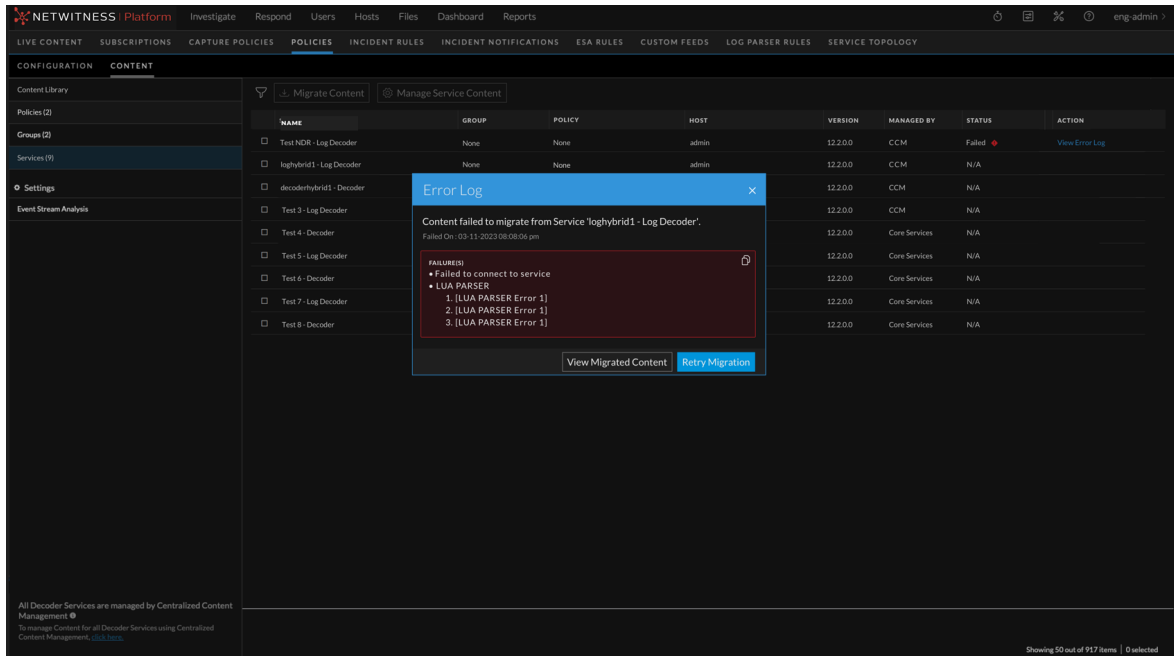 NETWITNESS | Platform Investigate Respond Users Hosts Files Dashboard Reports eng-admin >
LIVE CONTENT SUBSCRIPTIONS CAPTURE POLICIES POLICIES INCIDENT RULES INCIDENT NOTIFICATIONS ESA RULES CUSTOM FEEDS LOG PARSER RULES SERVICE TOPOLOGY
CONFIGURATION CONTENT
Content Library
Policies (2)
Groups (2)
Services (9)
Settings
Event Stream Analysis
Migrate Content Manage Service Content
NAME GROUP POLICY HOST VERSION MANAGED BY STATUS ACTION
Test NDR - Log Decoder None None admin 12.2.0.0 CCM Failed View Error Log
loghybrid1 - Log Decoder None None admin 12.2.0.0 CCM N/A
decoderhybrid1 - Decoder 12.2.0.0 CCM N/A
Test 3 - Log Decoder 12.2.0.0 CCM N/A
Test 4 - Decoder 12.2.0.0 Core Services N/A
Test 5 - Log Decoder 12.2.0.0 Core Services N/A
Test 6 - Decoder 12.2.0.0 Core Services N/A
Test 7 - Log Decoder 12.2.0.0 Core Services N/A
Test 8 - Decoder 12.2.0.0 Core Services N/A
Error Log
Content failed to migrate from Service 'loghybrid1 - Log Decoder'.
Failed On : 03-11-2023 08:08:06 pm
FAILURE(S)
• Failed to connect to service
• LUA PARSER
1. [LUA PARSER Error 1]
2. [LUA PARSER Error 1]
3. [LUA PARSER Error 1]
View Migrated Content Retry Migration
All Decoder Services are managed by Centralized Content
Management
To manage Content for all Decoder Services using Centralized
Content Management, click here.
Showing 50 out of 917 items | 0 selected